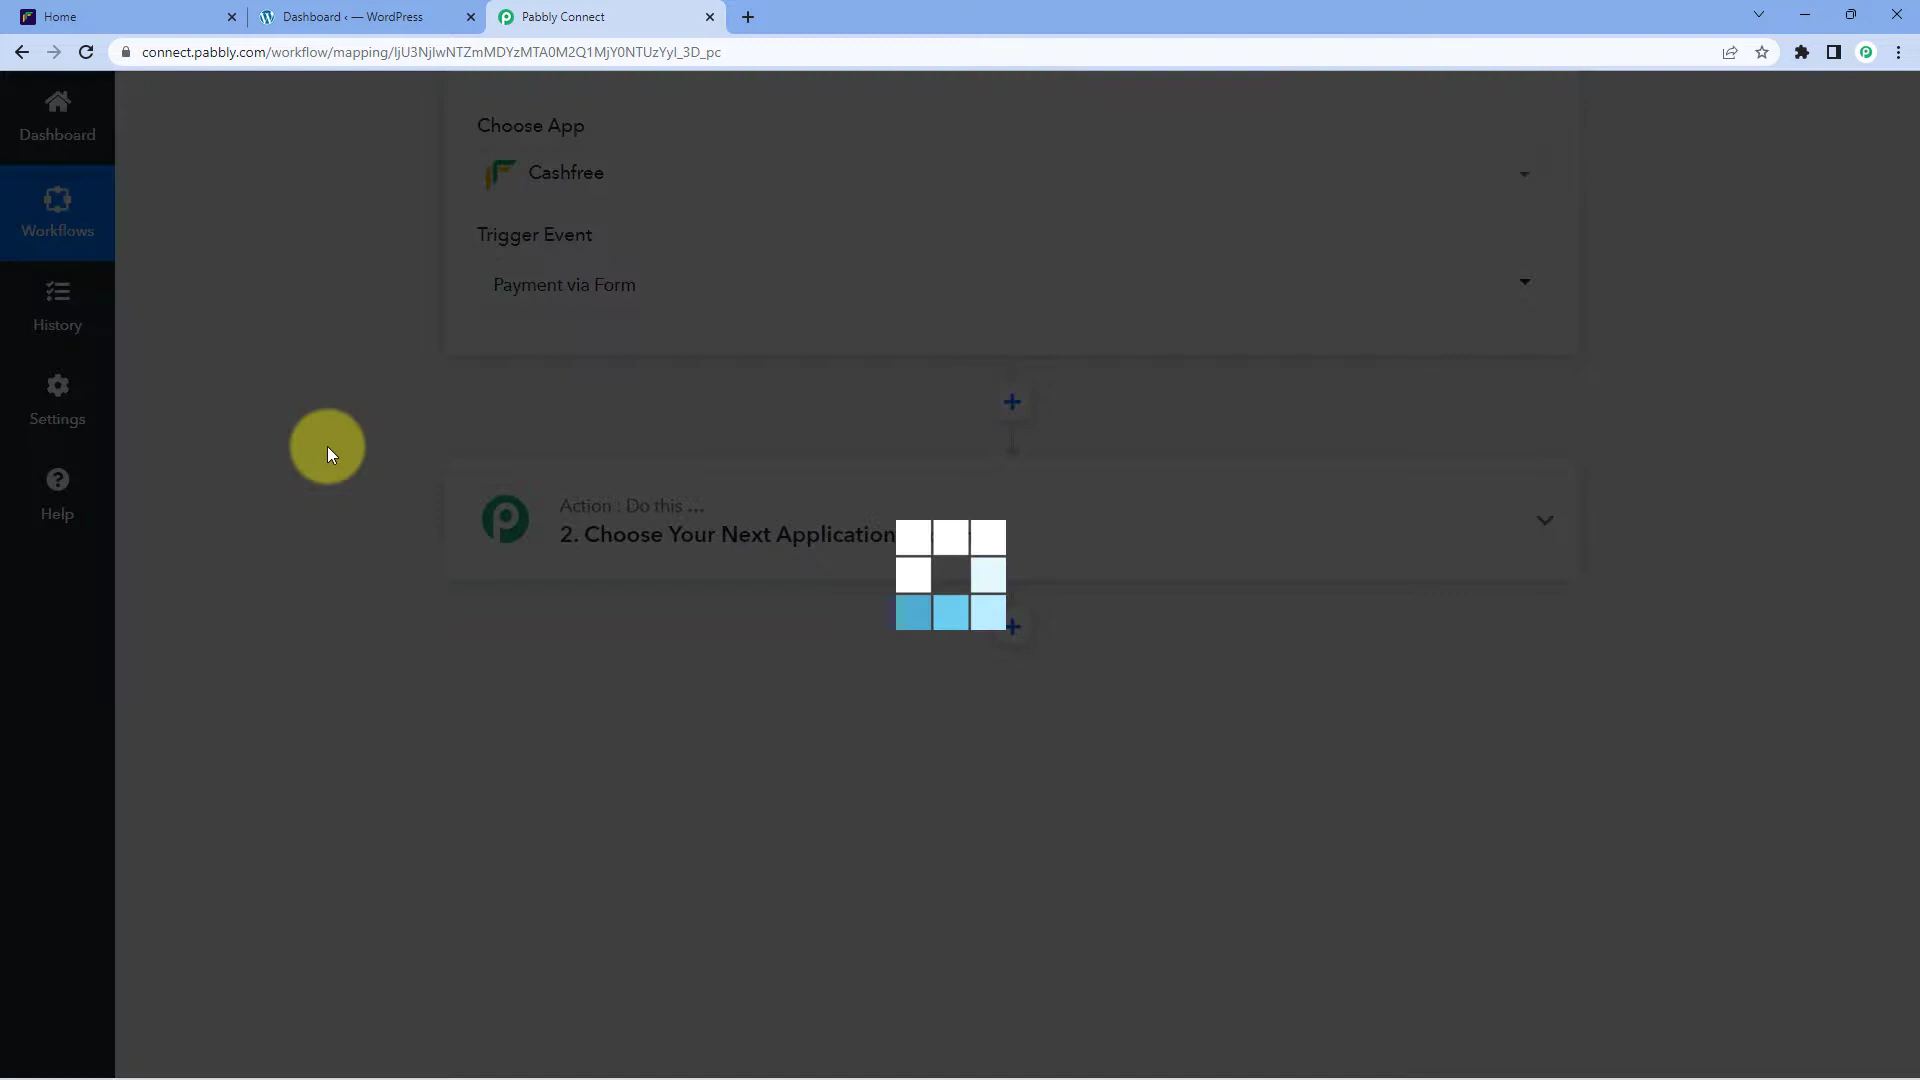 Home
Dashboard ‹ — WordPress
Pabbly Connect
connect.pabbly.com/workflow/mapping/IjU3NjIwNTZmMDYzMTA0M2Q1MjY0NTUzYyI_3D_pc
Dashboard
Workflows
History
Settings
Help
Choose App
Cashfree
Trigger Event
Payment via Form
Action : Do this ...
2. Choose Your Next Application